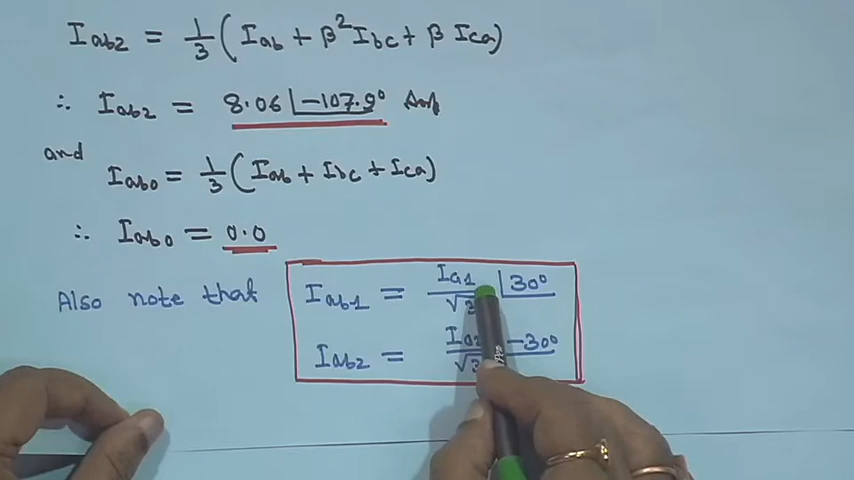 Iab2 = 1/3 (Iab + β²Ibc + β Ica)
∴ Iab2 = 8.06 ∠-107.9° Ans
and
Iab0 = 1/3 (Iab + Ibc + Ica)
∴ Iab0 = 0.0
Also note that Iab1 = Ia1/√3 ∠30°
Iab2 = Ia2/√3 ∠-30°